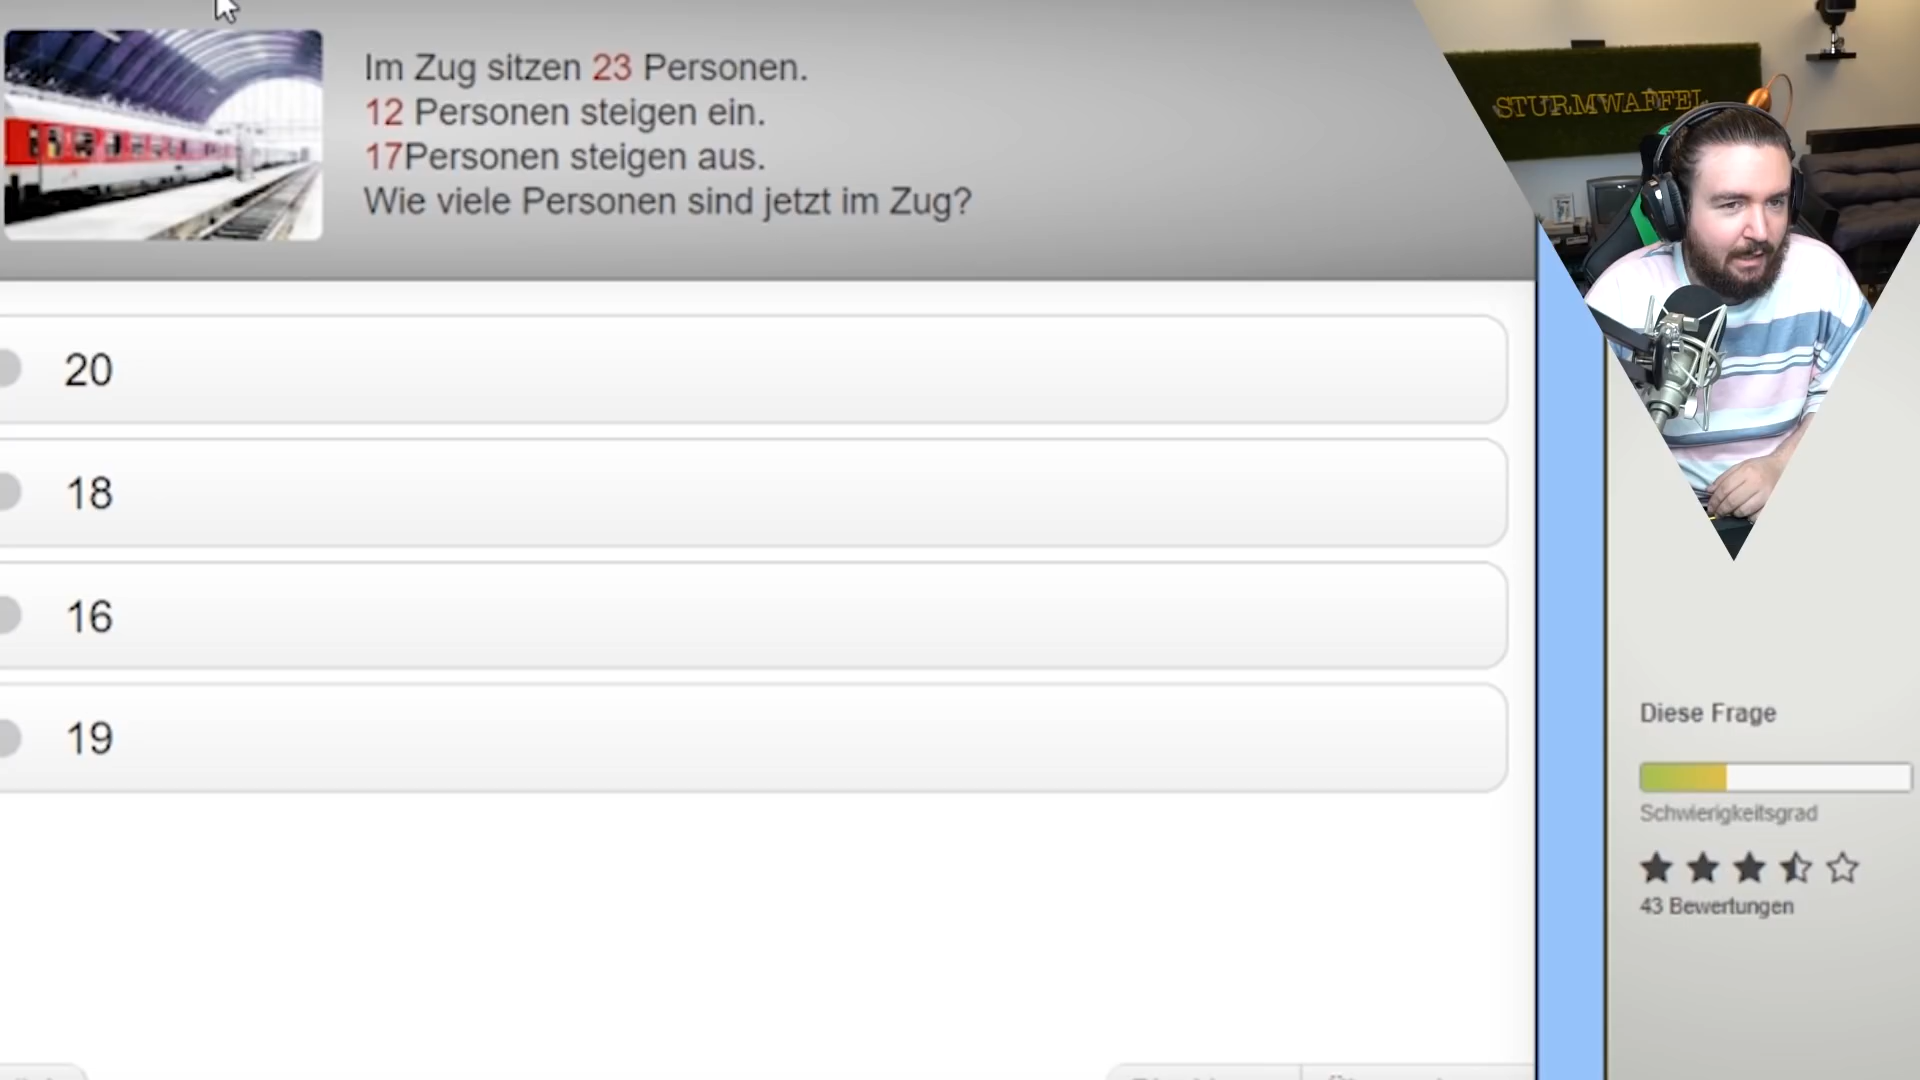 Im Zug sitzen 23 Personen.
12 Personen steigen ein.
17Personen steigen aus.
Wie viele Personen sind jetzt im Zug?
STURMWAFFEL
20
18
16
19
Diese Frage
Schwierigkeitsgrad
43 Bewertungen